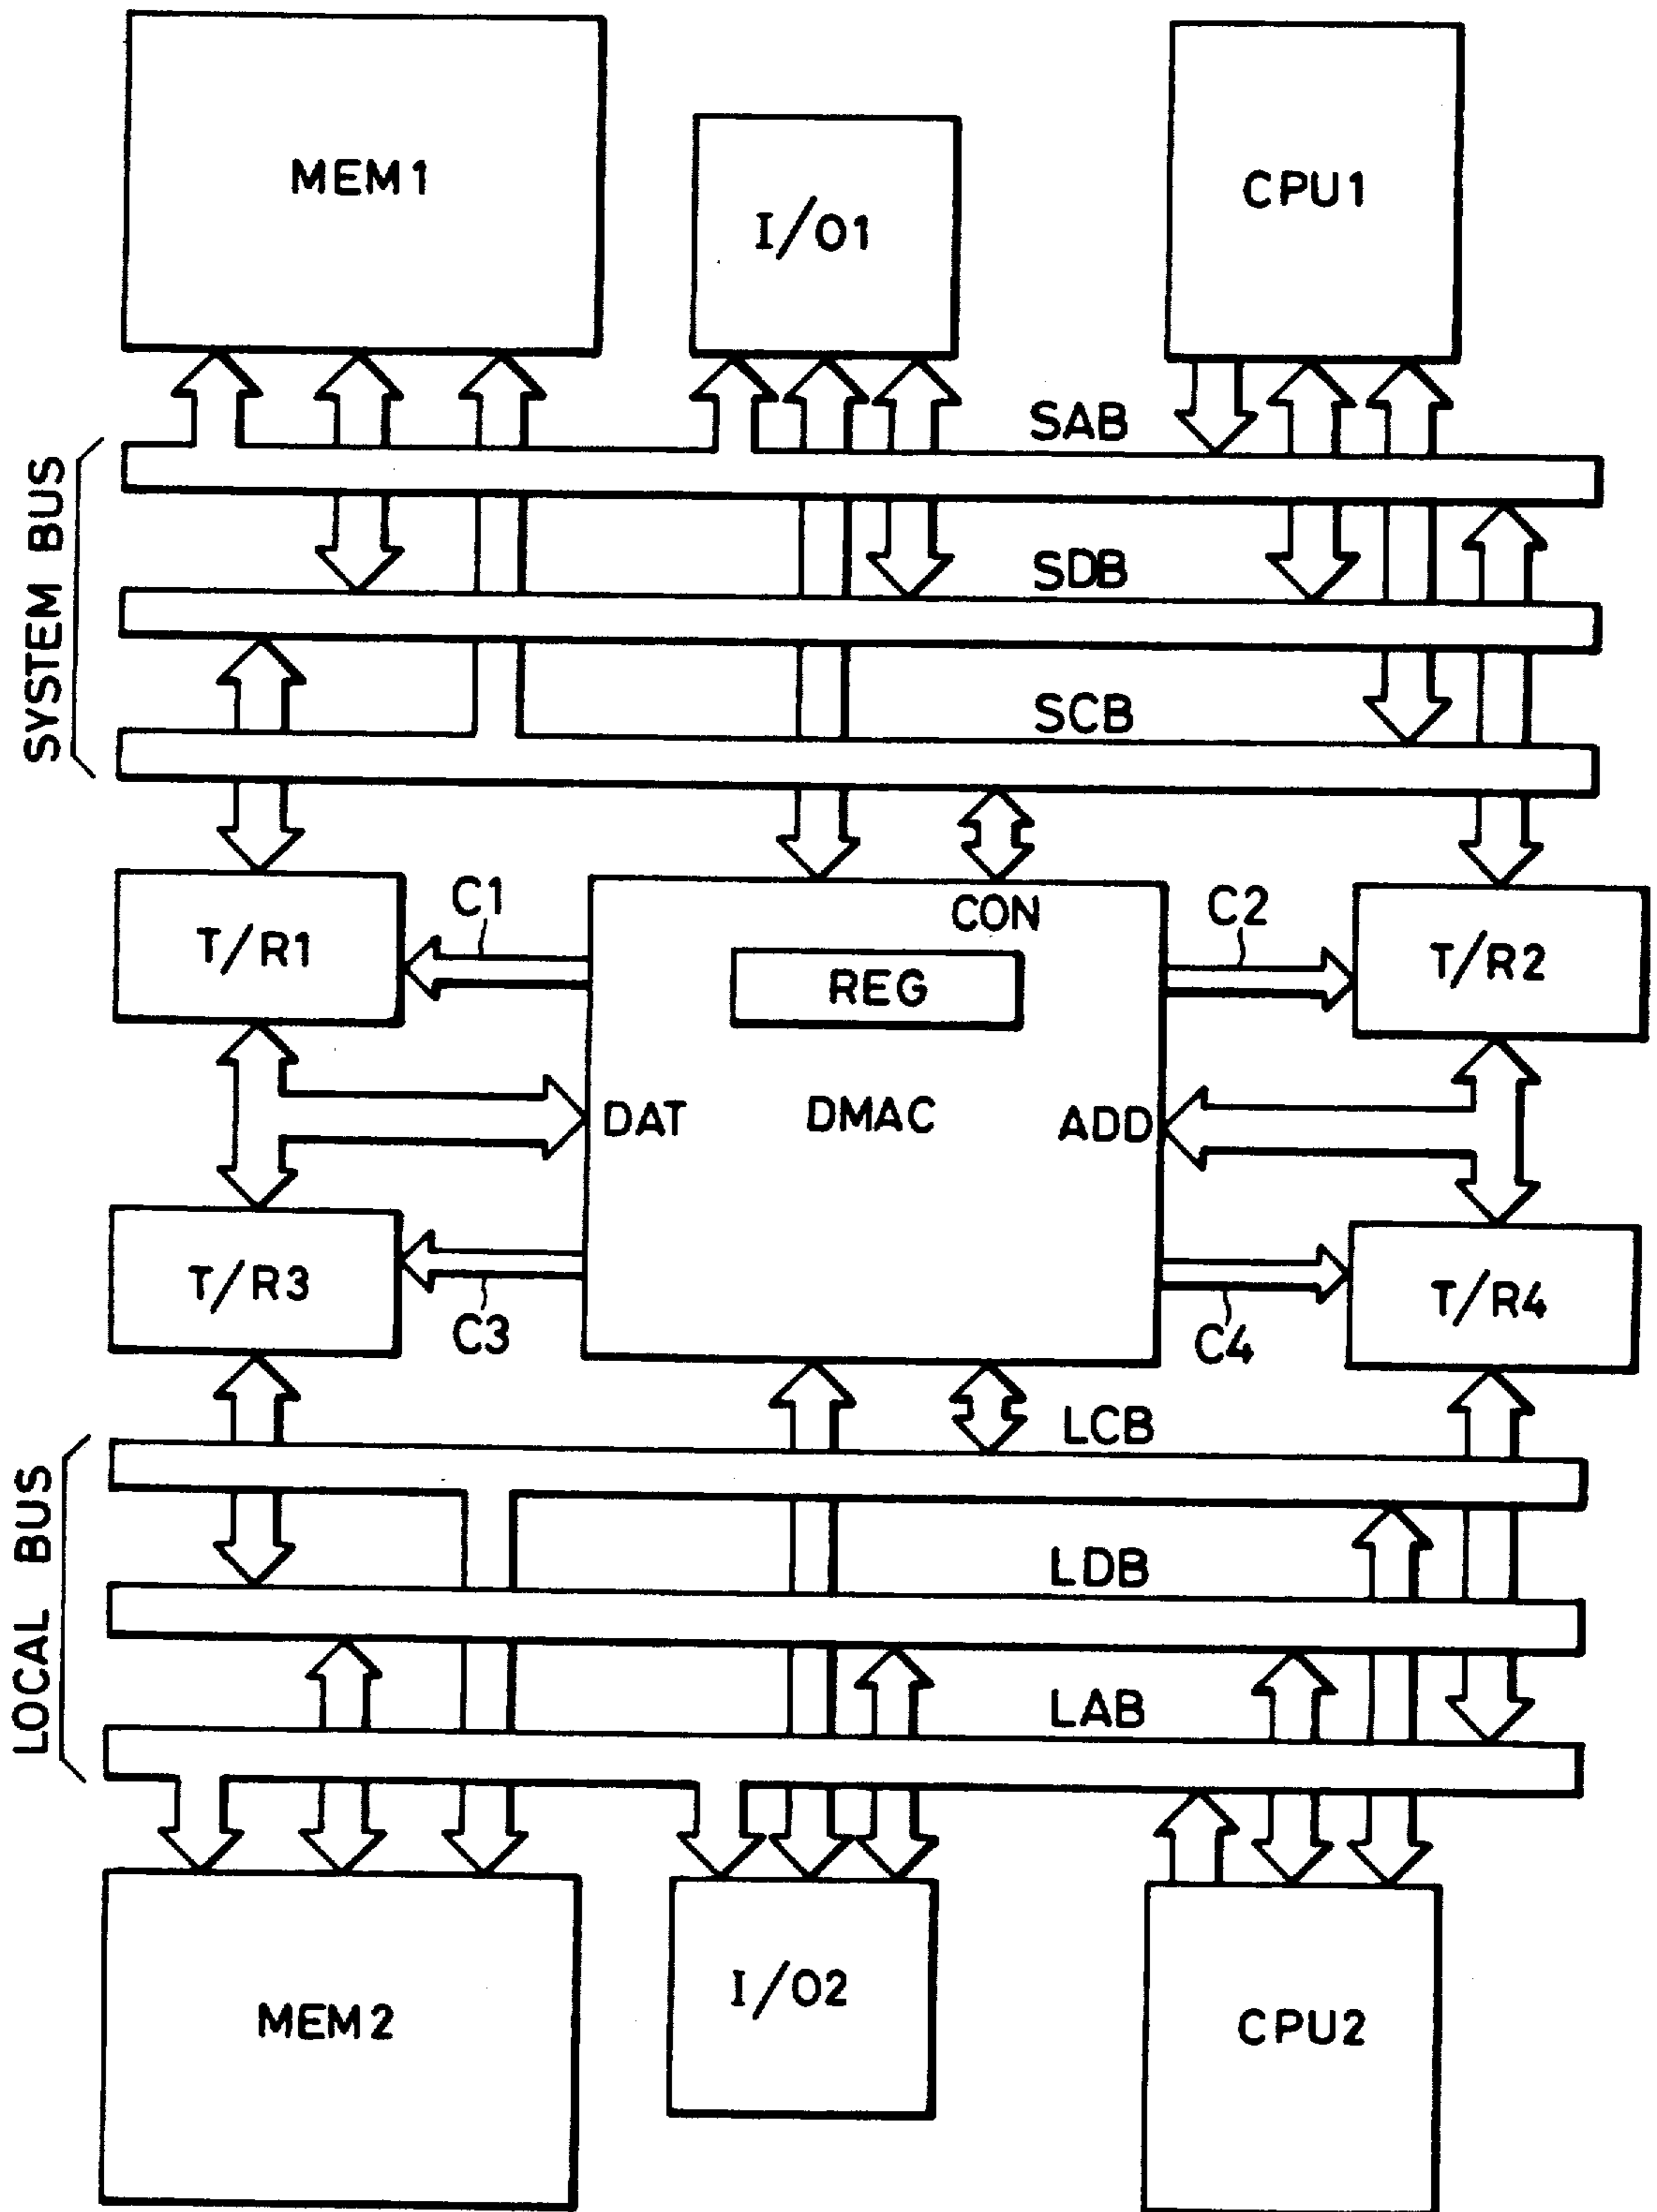 MEM1
I/O1
CPU1
SYSTEM BUS
SAB
SDB
SCB
T/R1
C1
CON
REG
C2
T/R2
DAT
DMAC
ADD
T/R3
C3
C4
T/R4
LOCAL BUS
LCB
LDB
LAB
MEM2
I/O2
CPU2